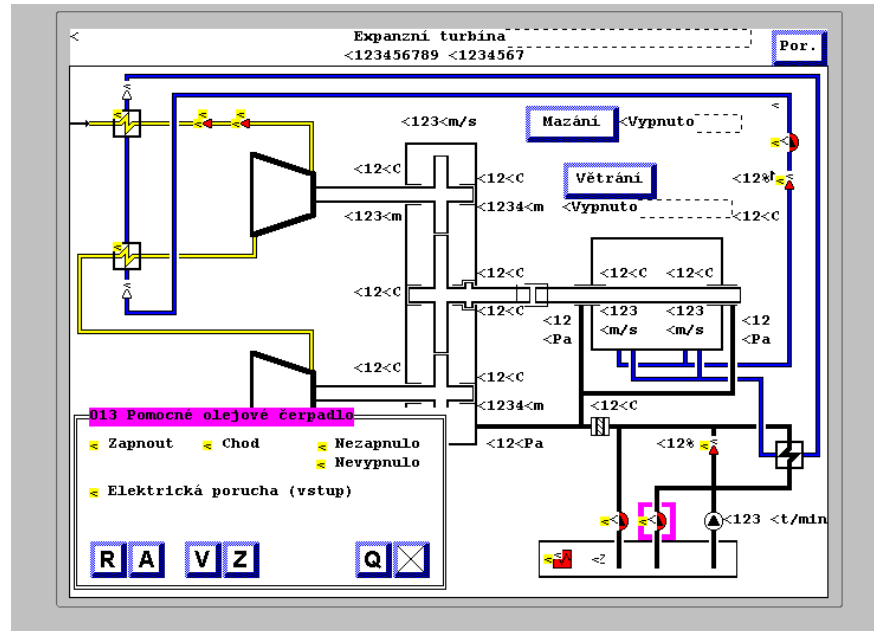 <
Expanzní turbína
<123456789 <1234567
Por.
<
<
<
<
<
<123<m/s
Mazání
<Vypnuto
<
<12<C
<12<C
Větrání
<12%
<
<123<m
<1234<m
<Vypnuto
<12<C
<
<
<12<C
<12<C
<12<C
<12<C
<12<C
<12
<Pa
<123
<m/s
<123
<m/s
<12
<Pa
<12<C
<12<C
<1234<m
<12<C
013 Pomocné olejové čerpadlo
< Zapnout
< Chod
< Nezapnulo
< Nevypnulo
<12<Pa
<12%
<
< Elektrická porucha (vstup)
<
<
<123 <t/min
R A V Z Q
<
<2